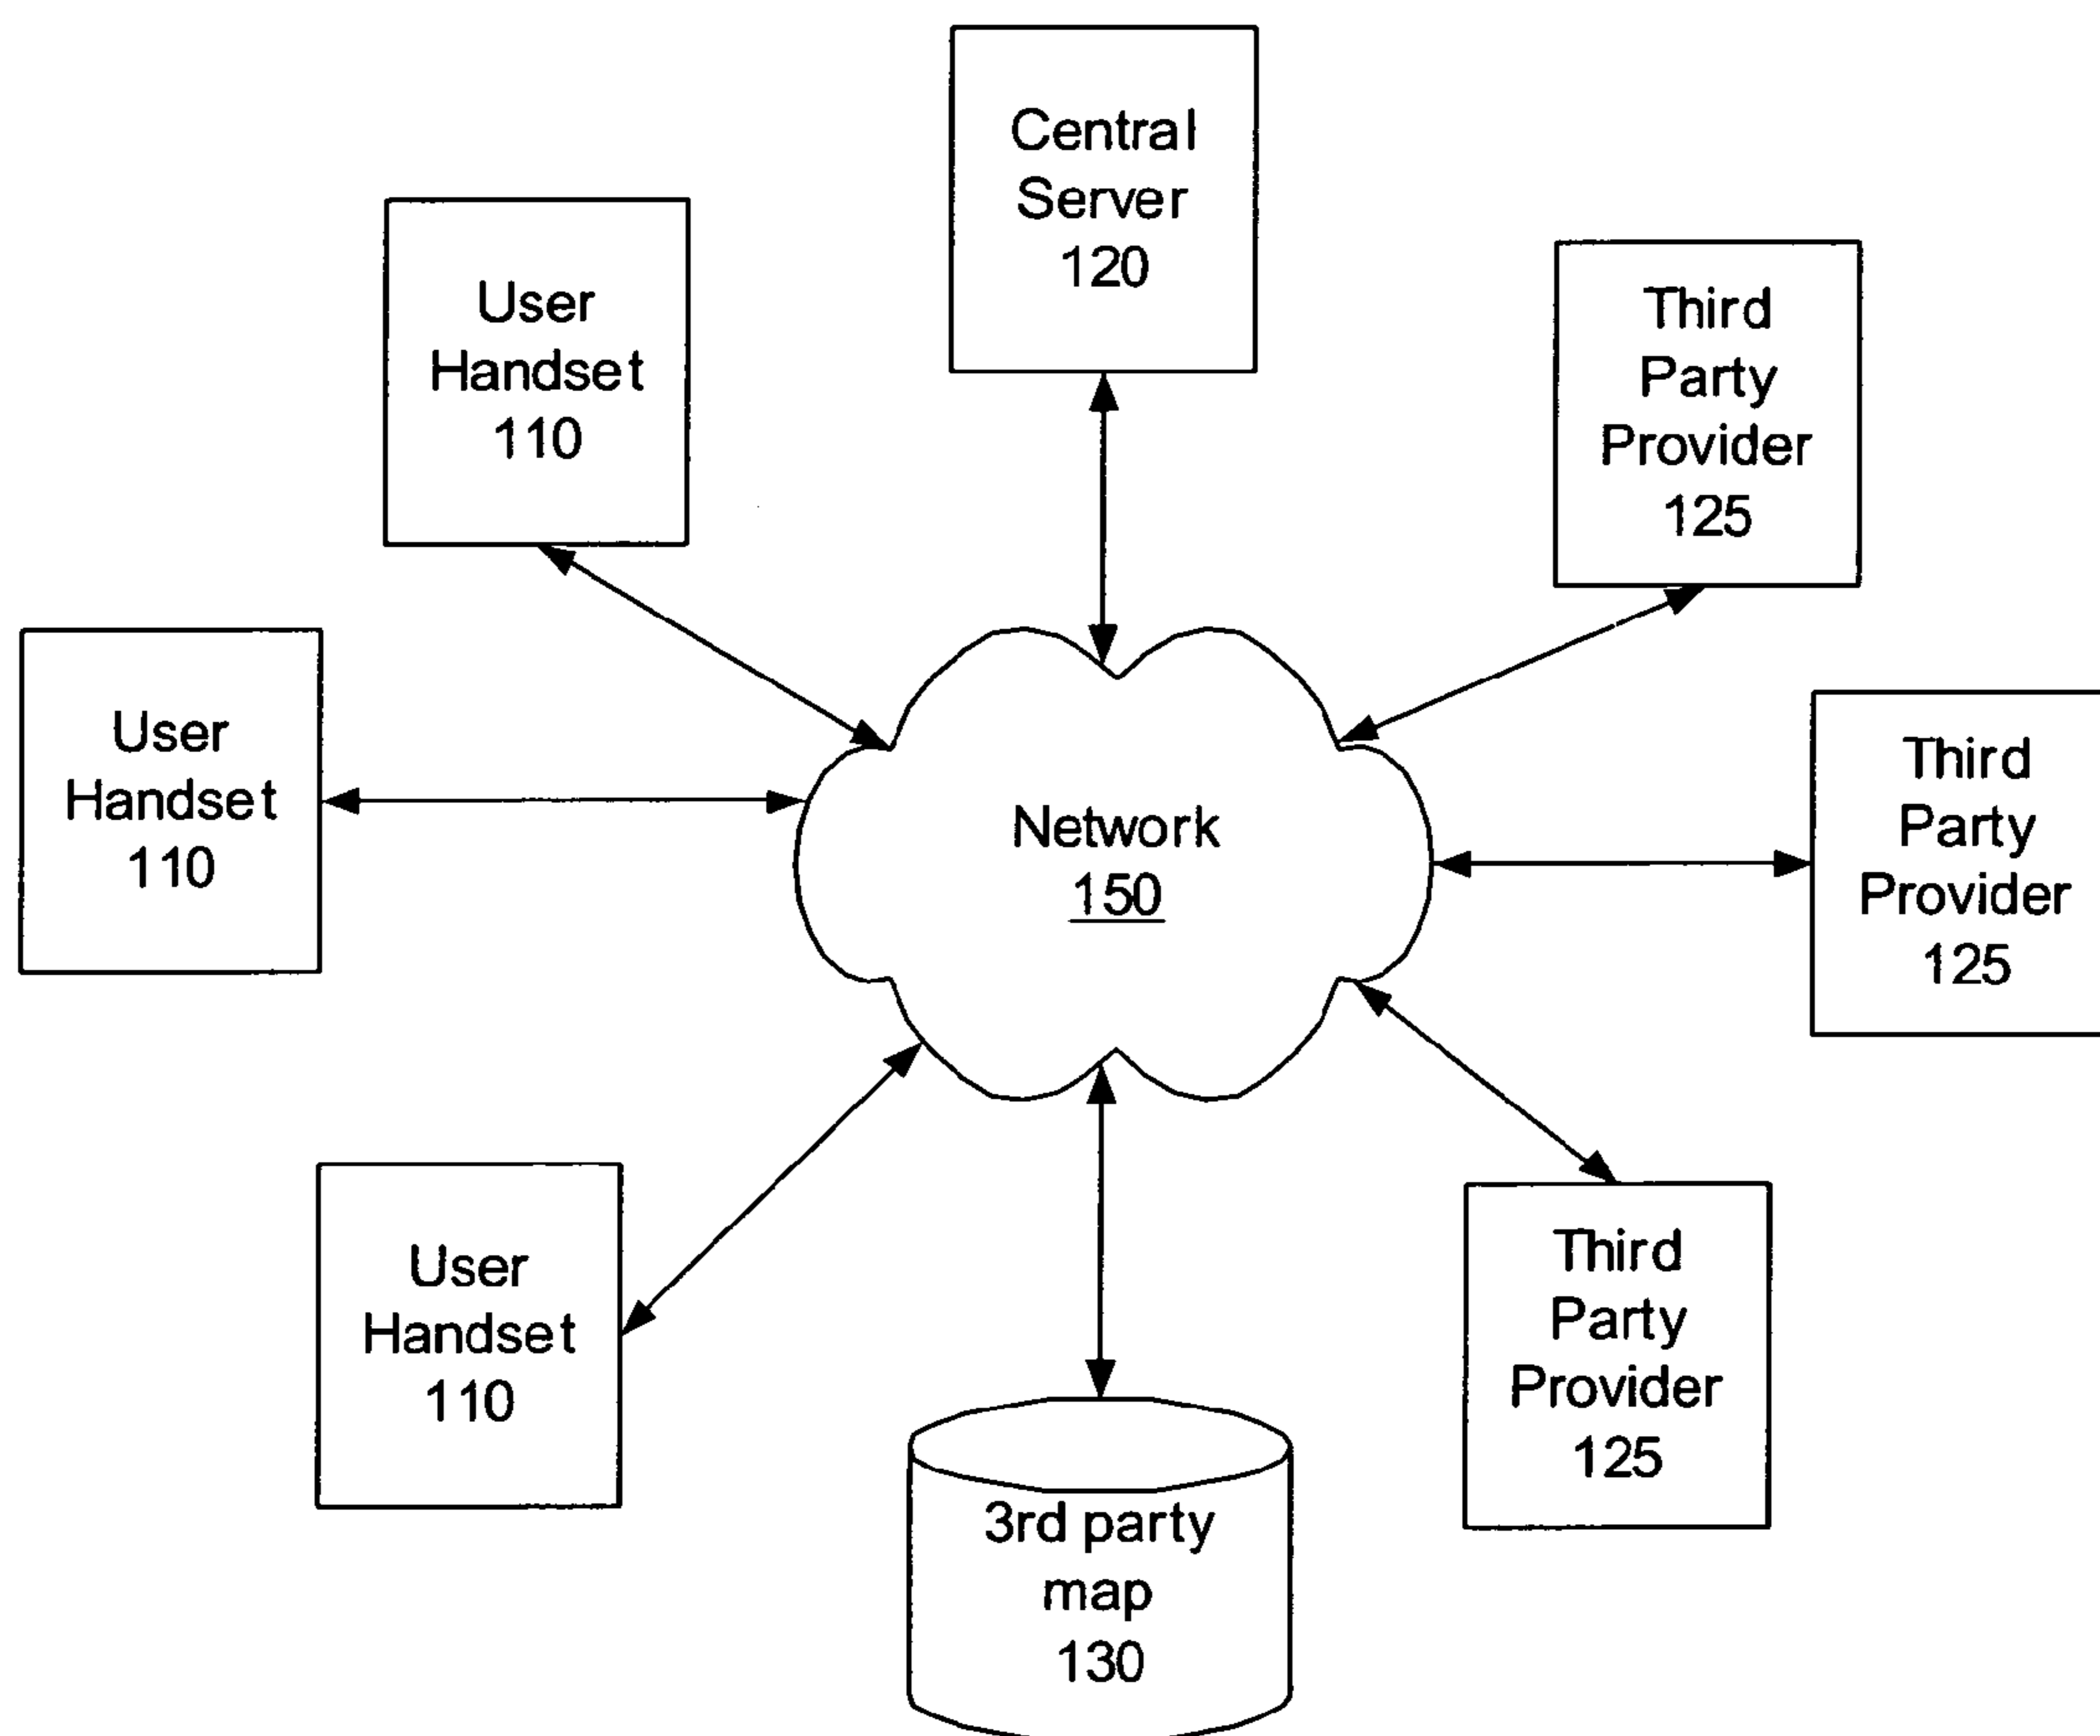 Central
Server
120
User
Handset
110
Third
Party
Provider
125
User
Handset
110
Third
Party
Provider
125
Network
150
User
Handset
110
Third
Party
Provider
125
3rd party
map
130